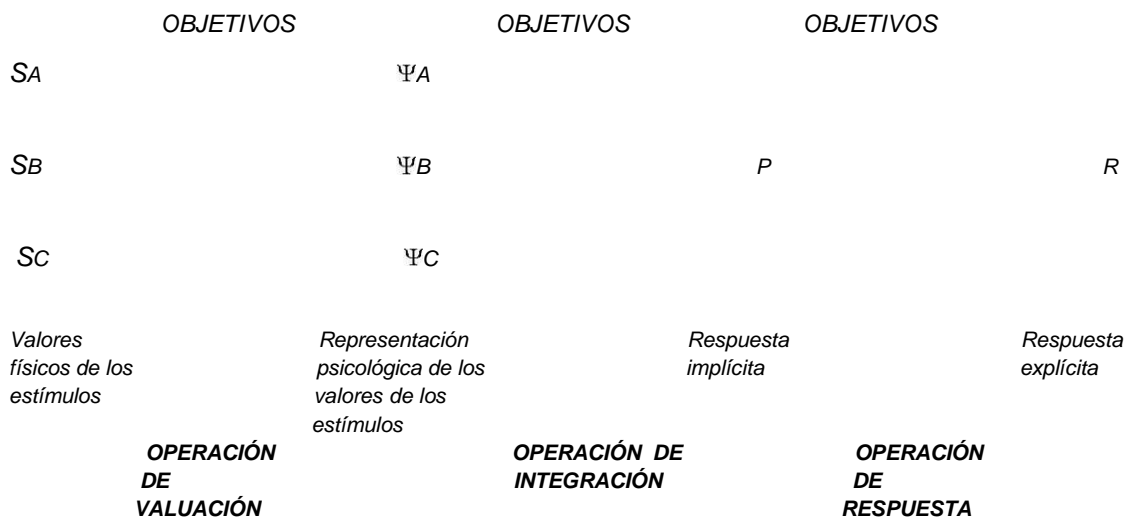 OBJETIVOS OBJETIVOS OBJETIVOS
SA ΨA
SB ΨB P R
SC ΨC
Valores Representación Respuesta Respuesta
físicos de los psicológica de los implícita explícita
estímulos valores de los
estímulos
OPERACIÓN OPERACIÓN DE OPERACIÓN
DE INTEGRACIÓN DE
VALUACIÓN RESPUESTA